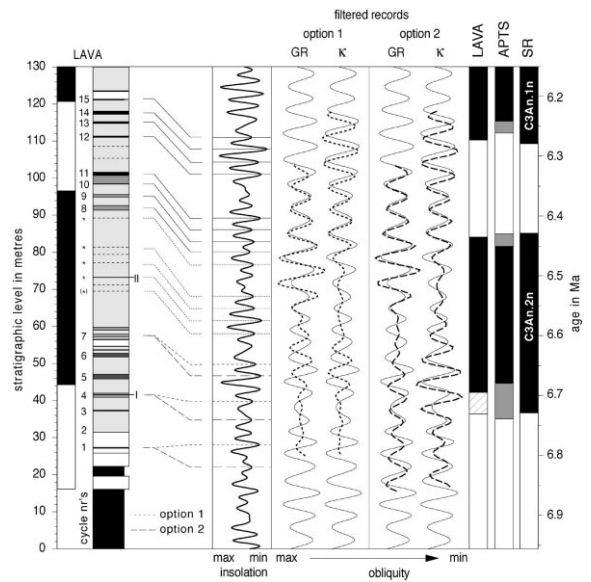 filtered records
option 1 option 2
LAVA GR κ GR κ LAVA APTS SR
130
120
110
100
90
80
70
60
50
40
30
20
10
0
stratigraphic level in metres
15
14
13
12
11
10
9
8
*
*
*
*
(*)
7
6
5
4
3
2
1
cycle nr's
II
I
option 1
option 2
max min
insolation
max min
obliquity
C3An.1n
C3An.2n
6.2
6.3
6.4
6.5
6.6
6.7
6.8
6.9
age in Ma